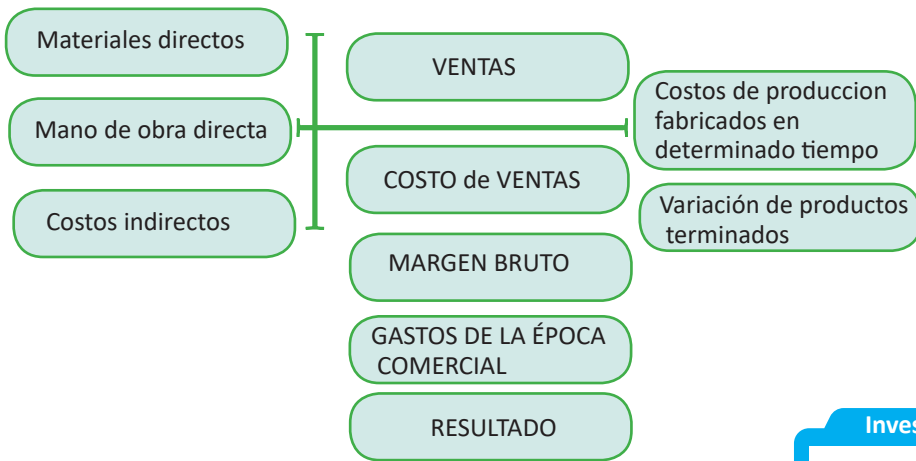 Materiales directos
Mano de obra directa
Costos indirectos
VENTAS
COSTO de VENTAS
MARGEN BRUTO
GASTOS DE LA ÉPOCA
COMERCIAL
RESULTADO
Costos de produccion
fabricados en
determinado tiempo
Variación de productos
terminados
Inves